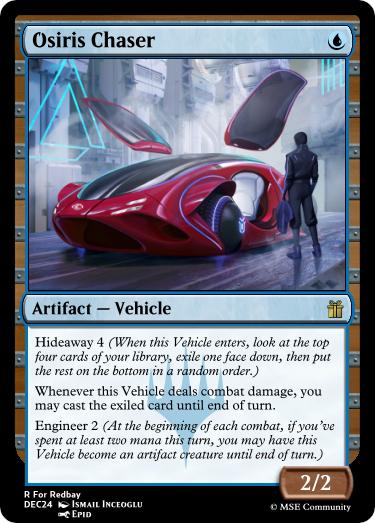 Osiris Chaser
Artifact — Vehicle
Hideaway 4 (When this Vehicle enters, look at the top
four cards of your library, exile one face down, then put
the rest on the bottom in a random order.)
Whenever this Vehicle deals combat damage, you
may cast the exiled card until end of turn.
Engineer 2 (At the beginning of each combat, if you've
spent at least two mana this turn, you may have this
Vehicle become an artifact creature until end of turn.)
2/2
R For Redbay
DEC24 Ismail Inceoglu
Epid
© MSE Community